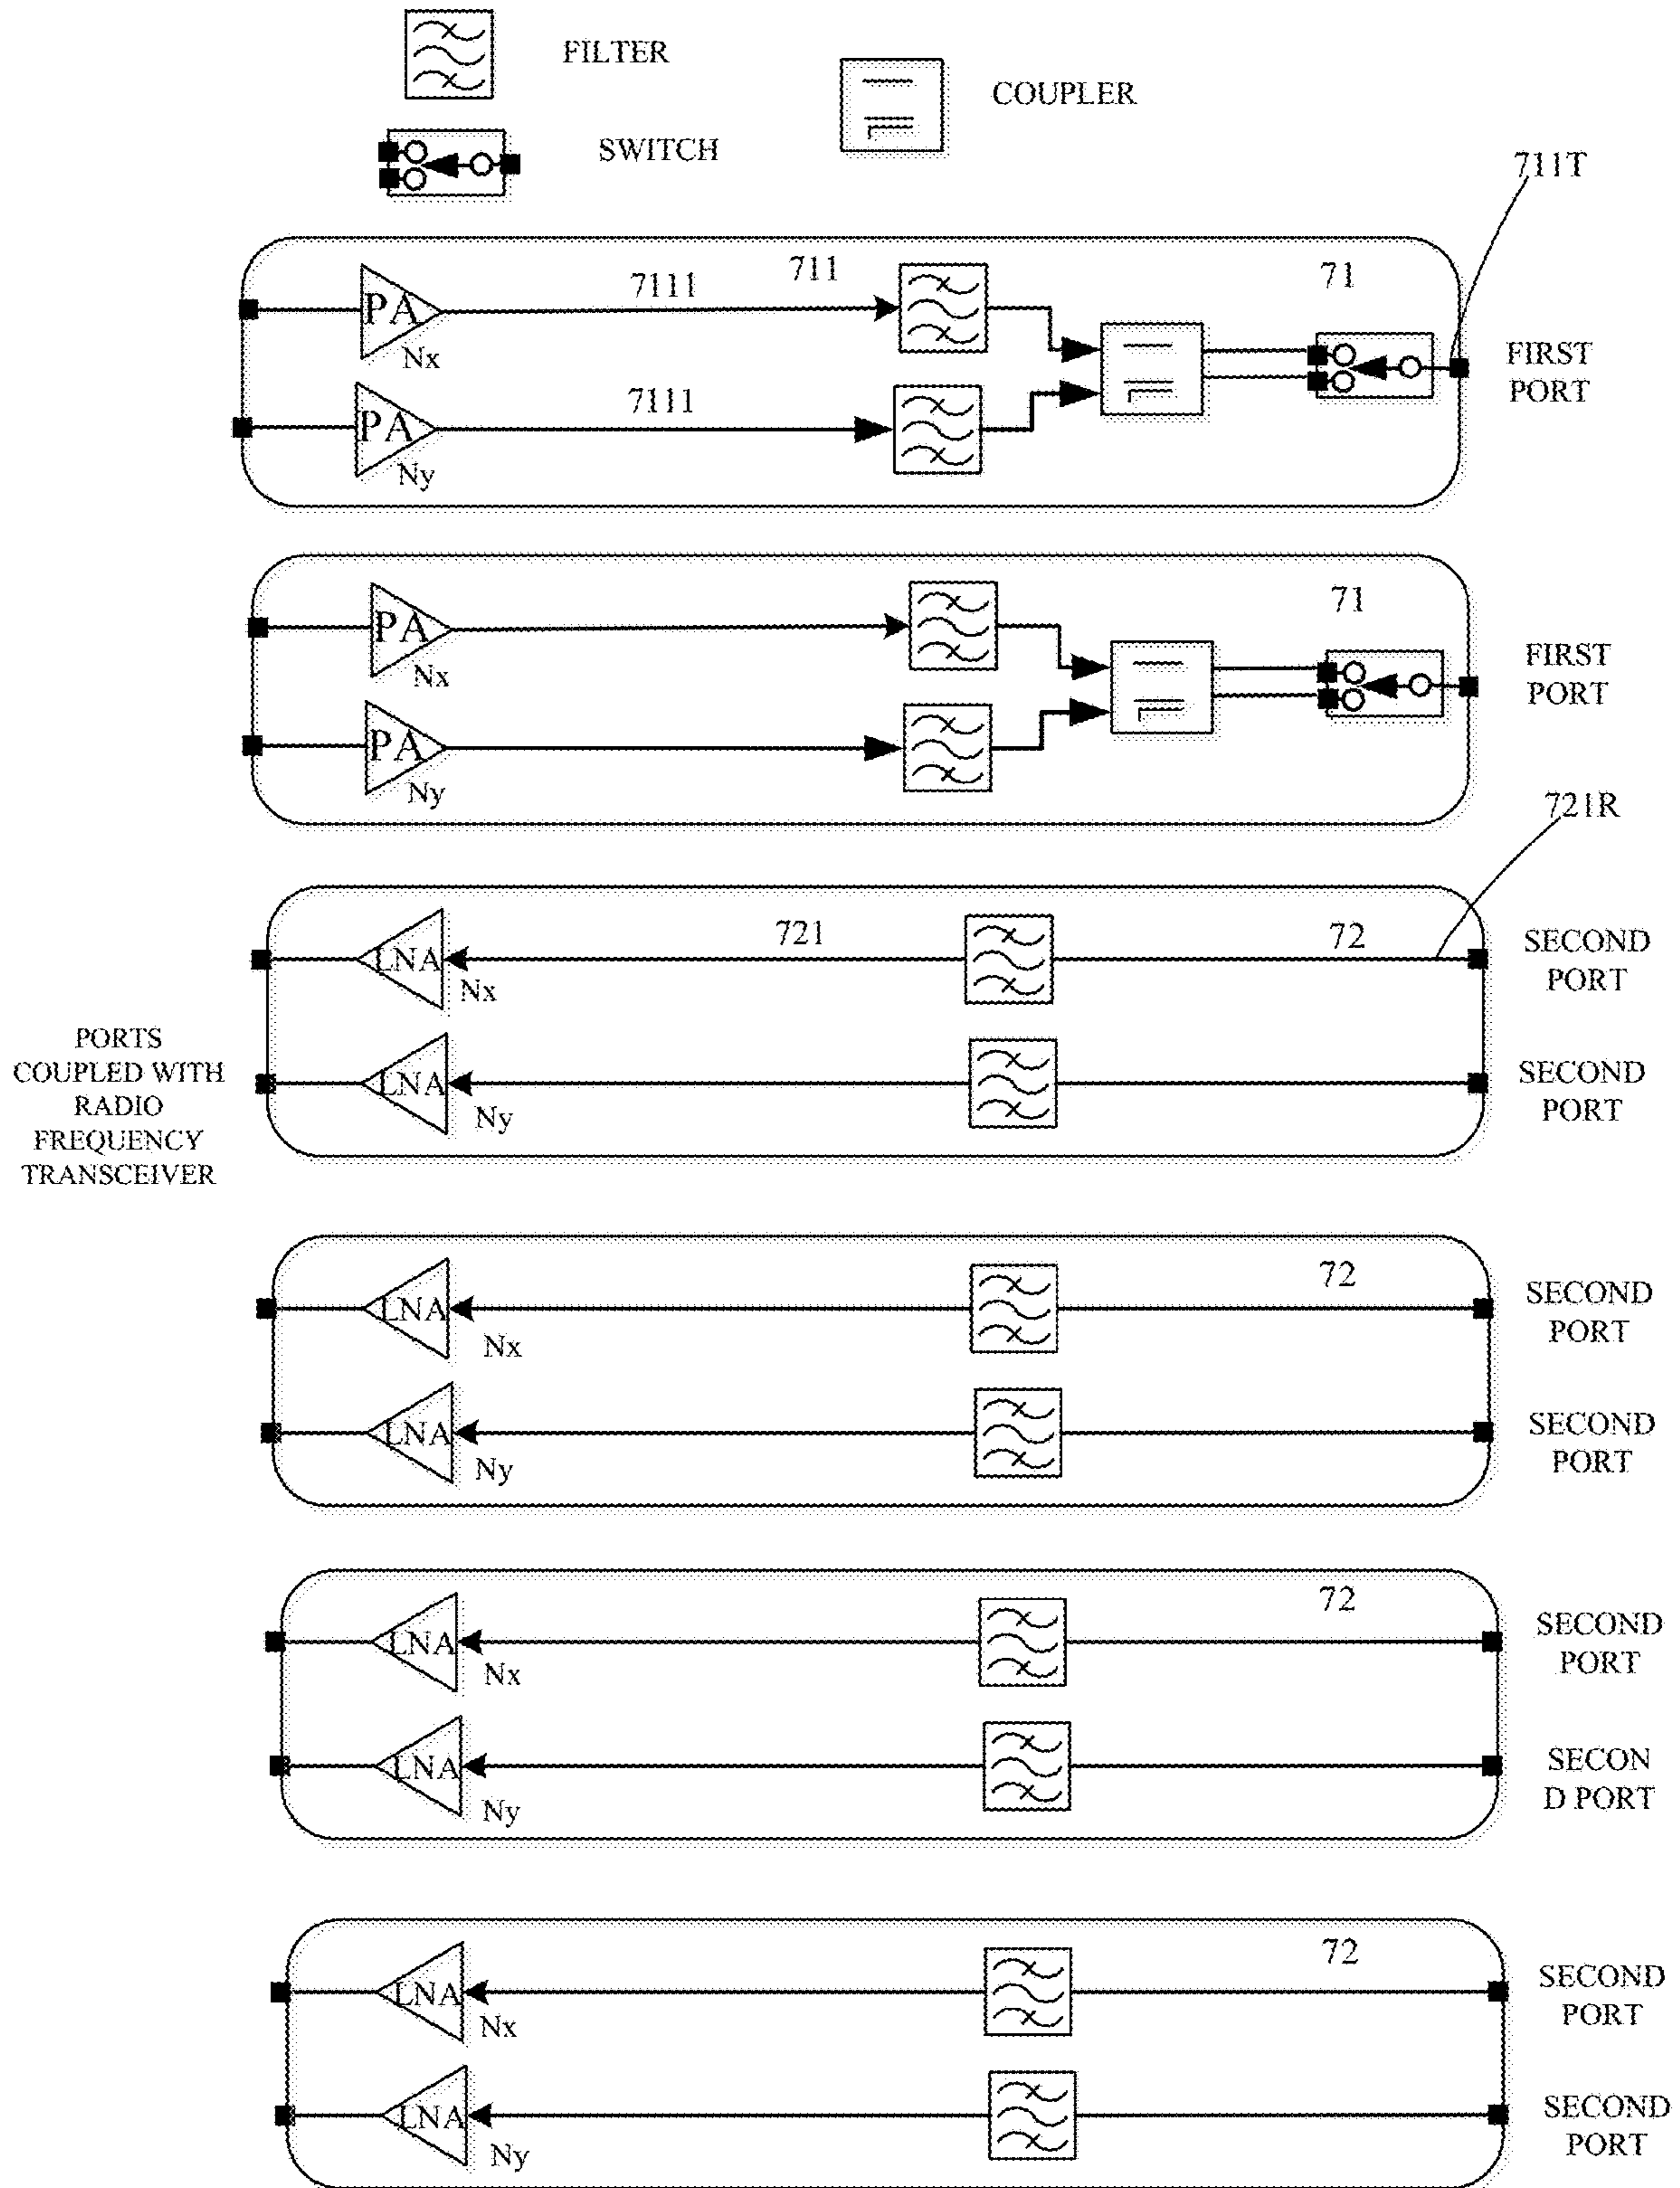 FILTER
COUPLER
SWITCH
711T
7111
711
71
PA
Nx
FIRST
PORT
7111
PA
Ny
71
PA
Nx
FIRST
PORT
PA
Ny
721R
721
72
LNA
Nx
SECOND
PORT
PORTS
COUPLED WITH
RADIO
FREQUENCY
TRANSCEIVER
LNA
Ny
SECOND
PORT
72
LNA
Nx
SECOND
PORT
LNA
Ny
SECOND
PORT
72
LNA
Nx
SECOND
PORT
LNA
Ny
SECON
D PORT
72
LNA
Nx
SECOND
PORT
LNA
Ny
SECOND
PORT